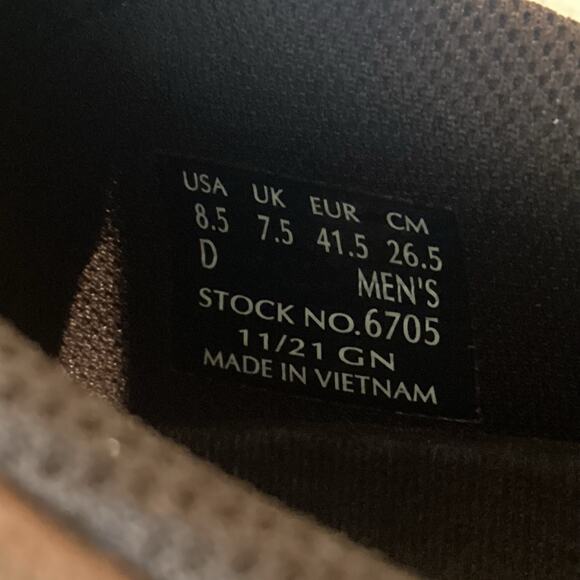 USA UK EUR CM
8.5 7.5 41.5 26.5
D MEN'S
STOCK NO.6705
11/21 GN
MADE IN VIETNAM